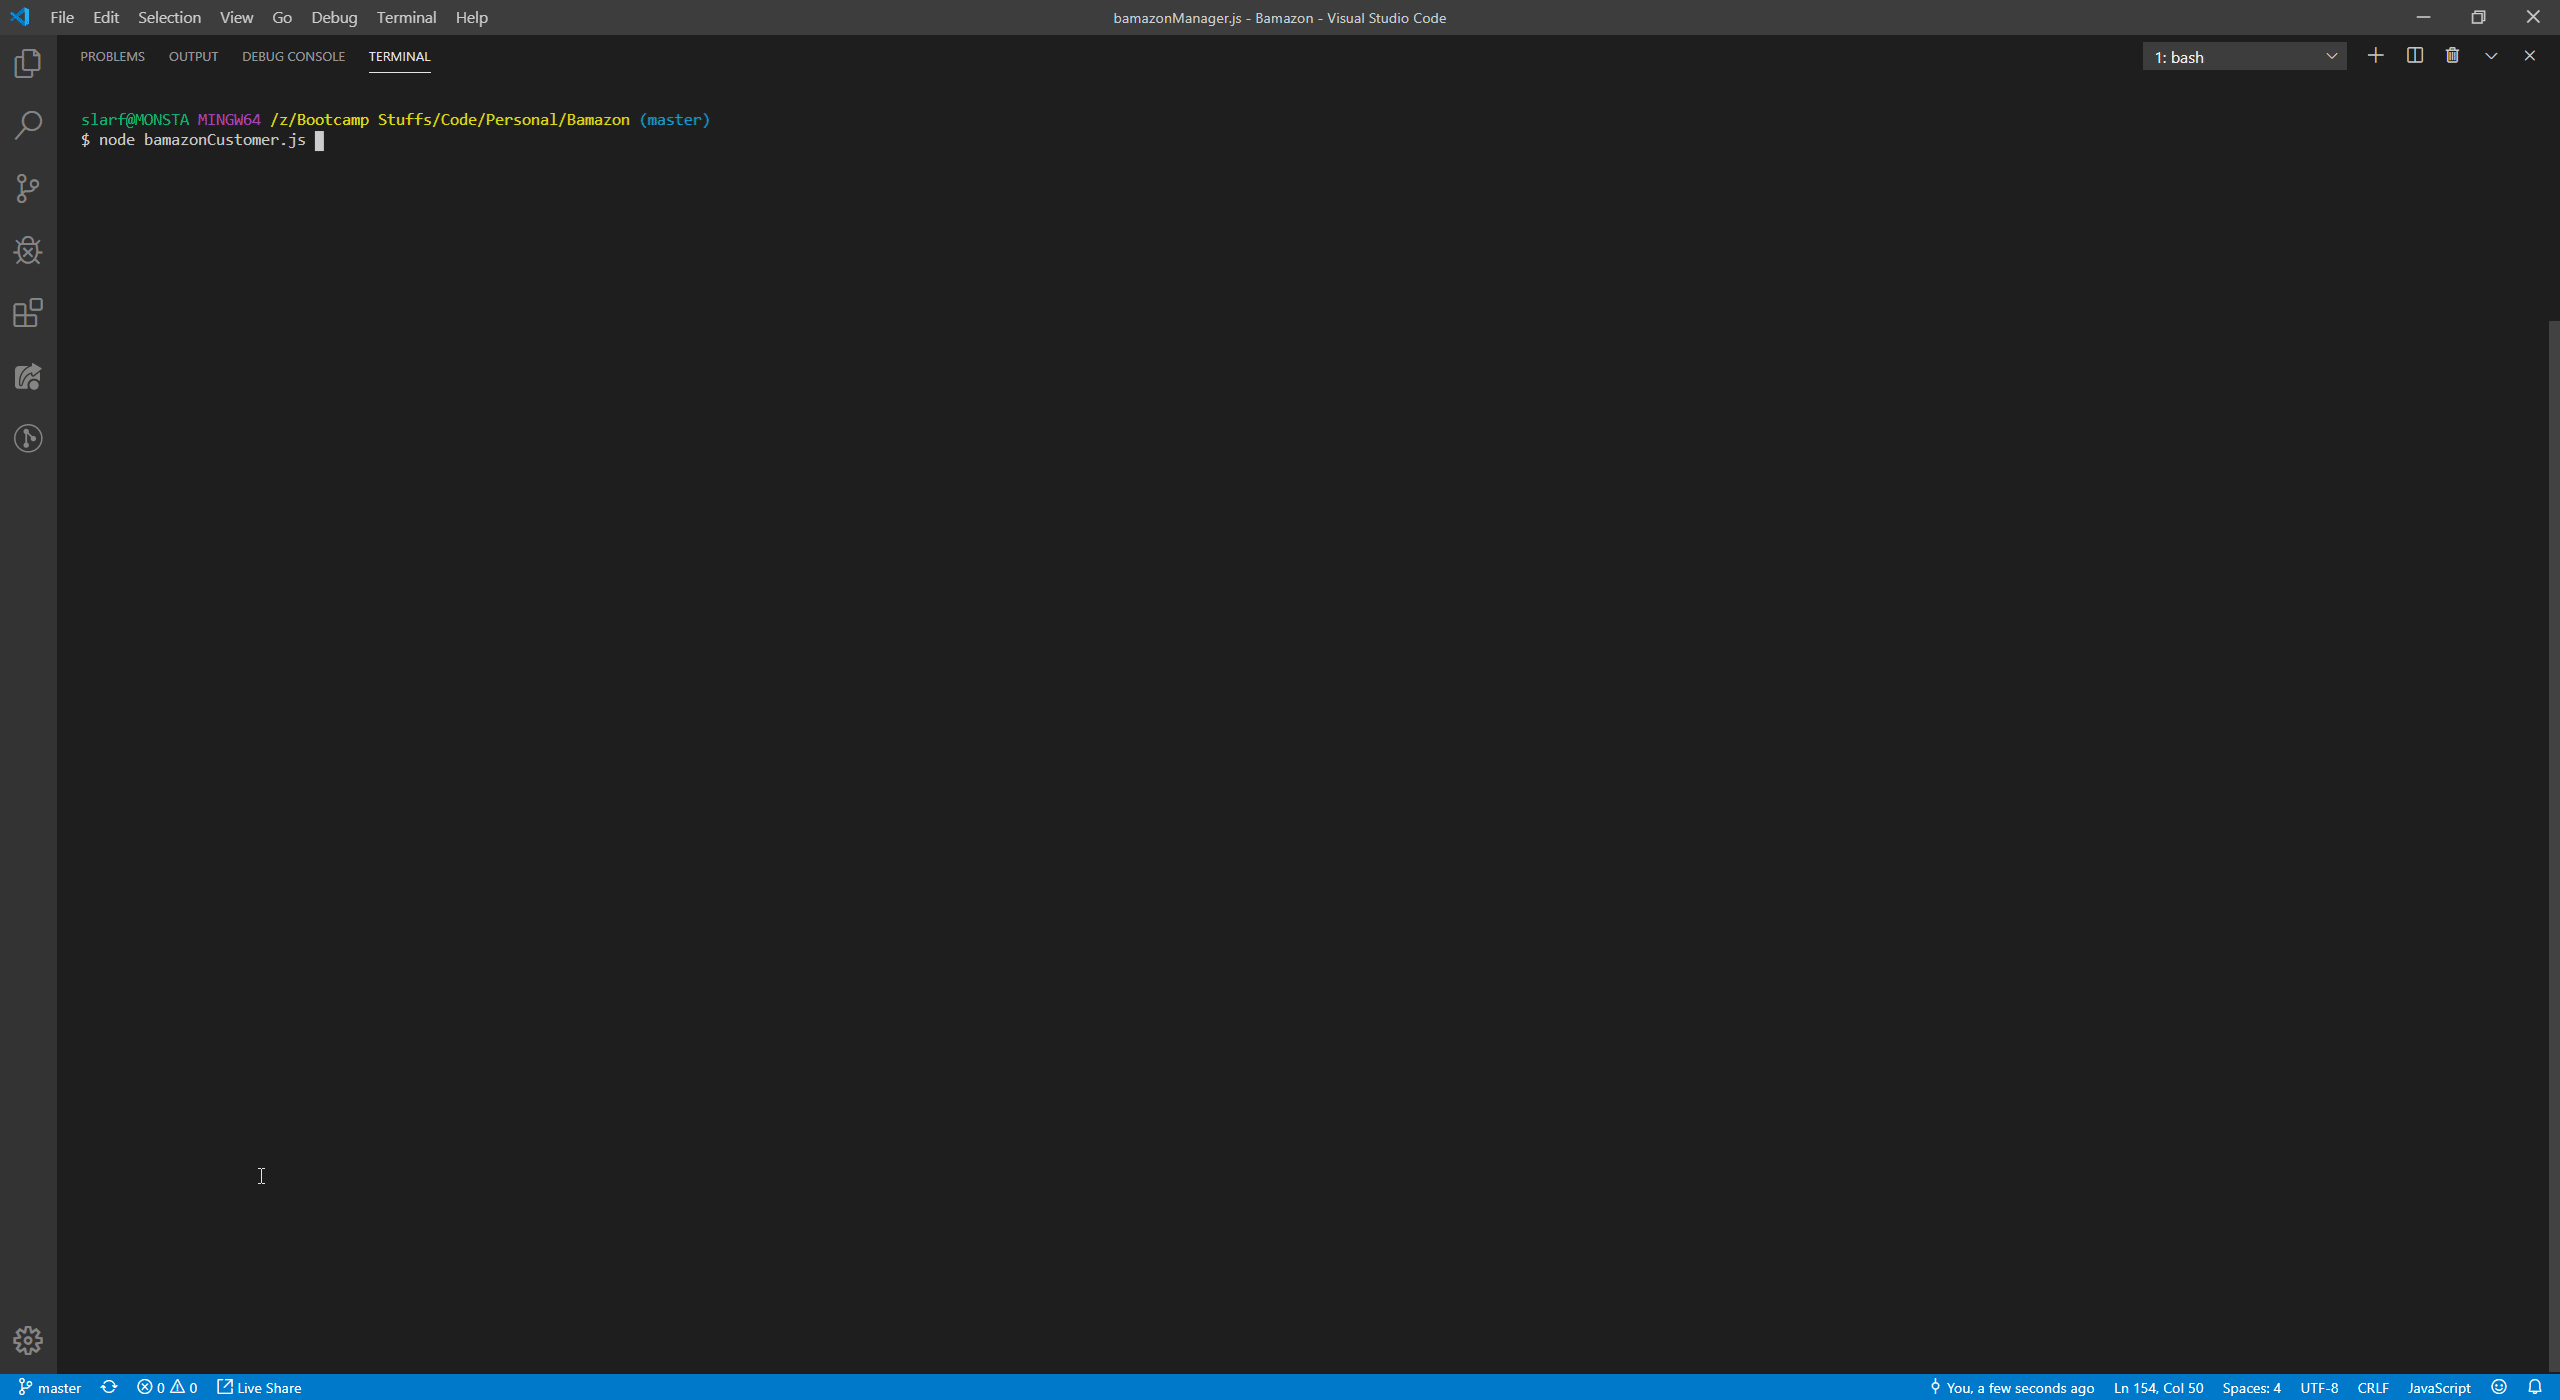 File Edit Selection View Go Debug Terminal Help
bamazonManager.js - Bamazon - Visual Studio Code
PROBLEMS OUTPUT DEBUG CONSOLE TERMINAL
1: bash
slarf@MONSTA MINGW64 /z/Bootcamp Stuffs/Code/Personal/Bamazon (master)
$ node bamazonCustomer.js
master 0 0 Live Share
You, a few seconds ago Ln 154, Col 50 Spaces: 4 UTF-8 CRLF JavaScript